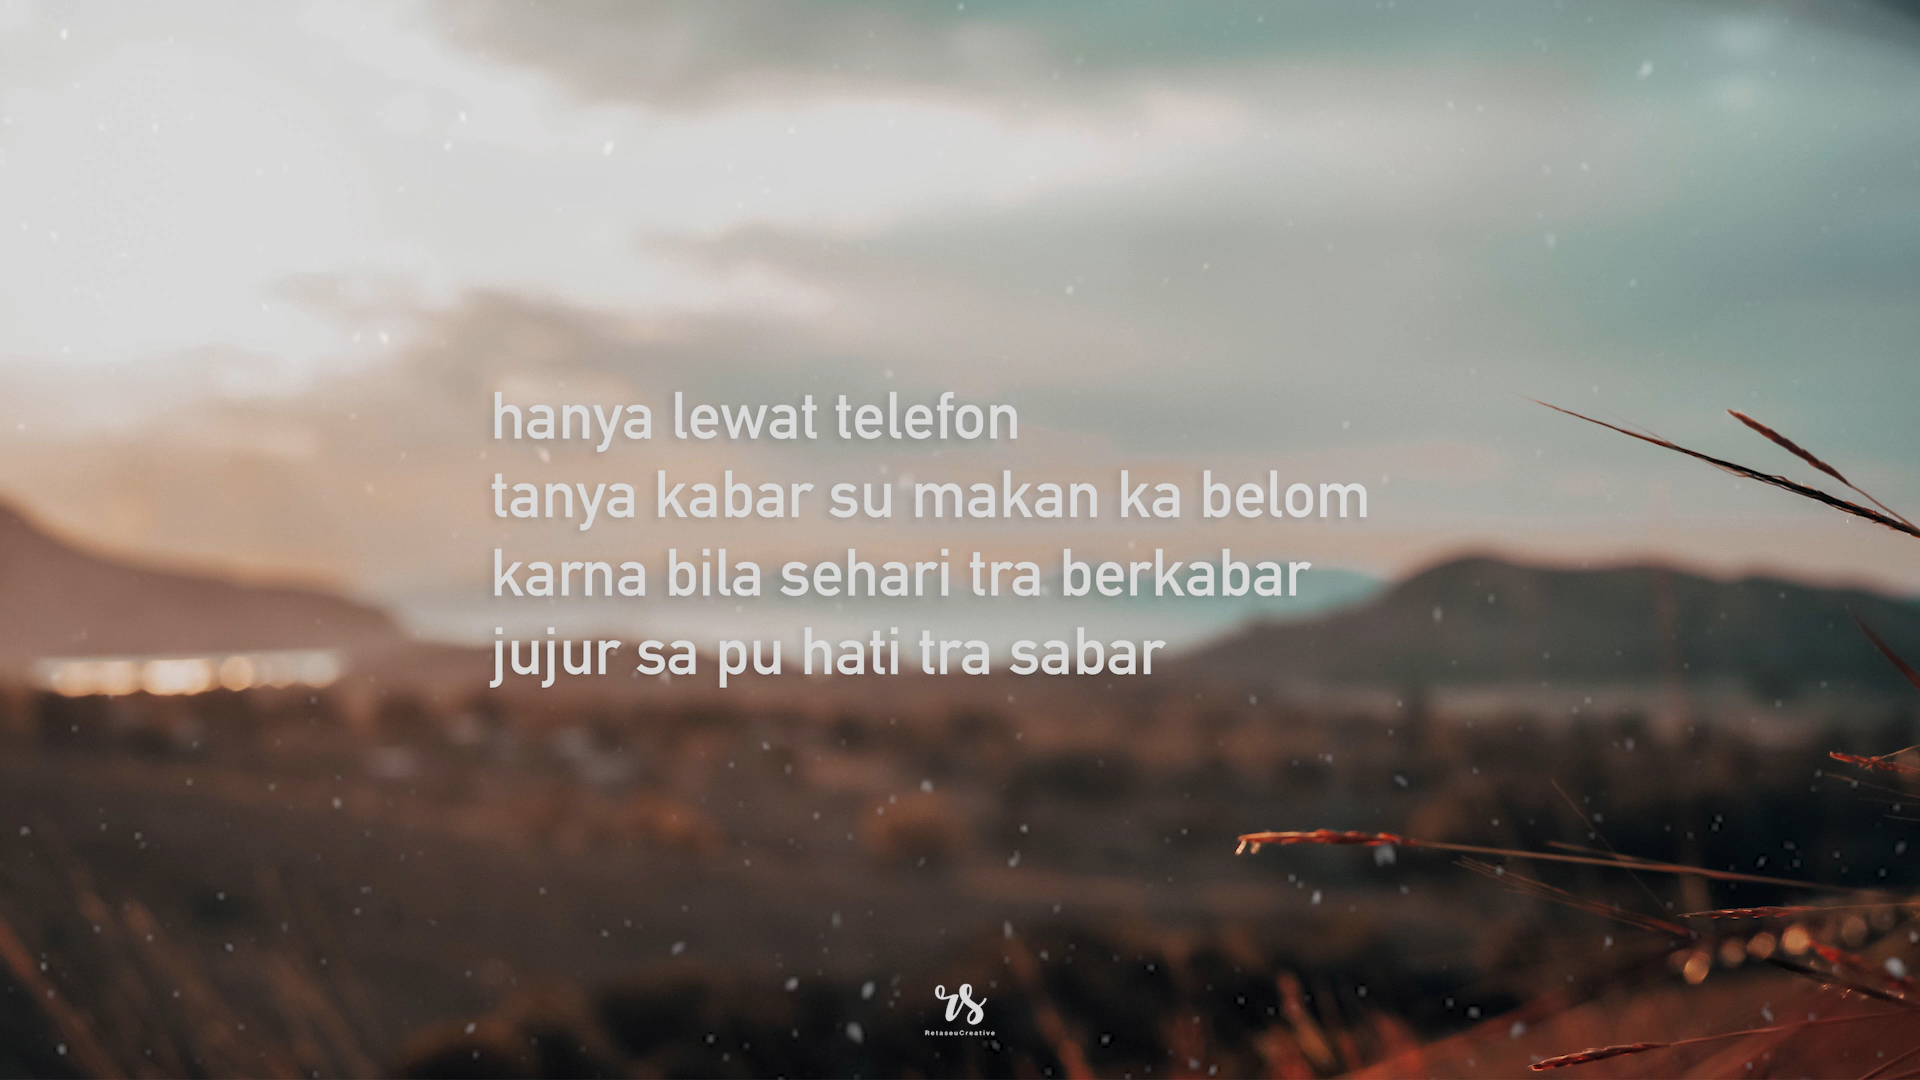 hanya lewat telefon
tanya kabar su makan ka belom
karna bila sehari tra berkabar
jujur sa pu hati tra sabar
rs
RetaseuCreative